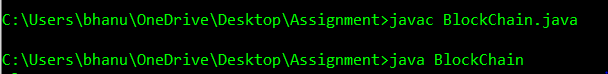 C:\Users\bhanu\OneDrive\Desktop\Assignment>javac BlockChain.java
C:\Users\bhanu\OneDrive\Desktop\Assignment>java BlockChain